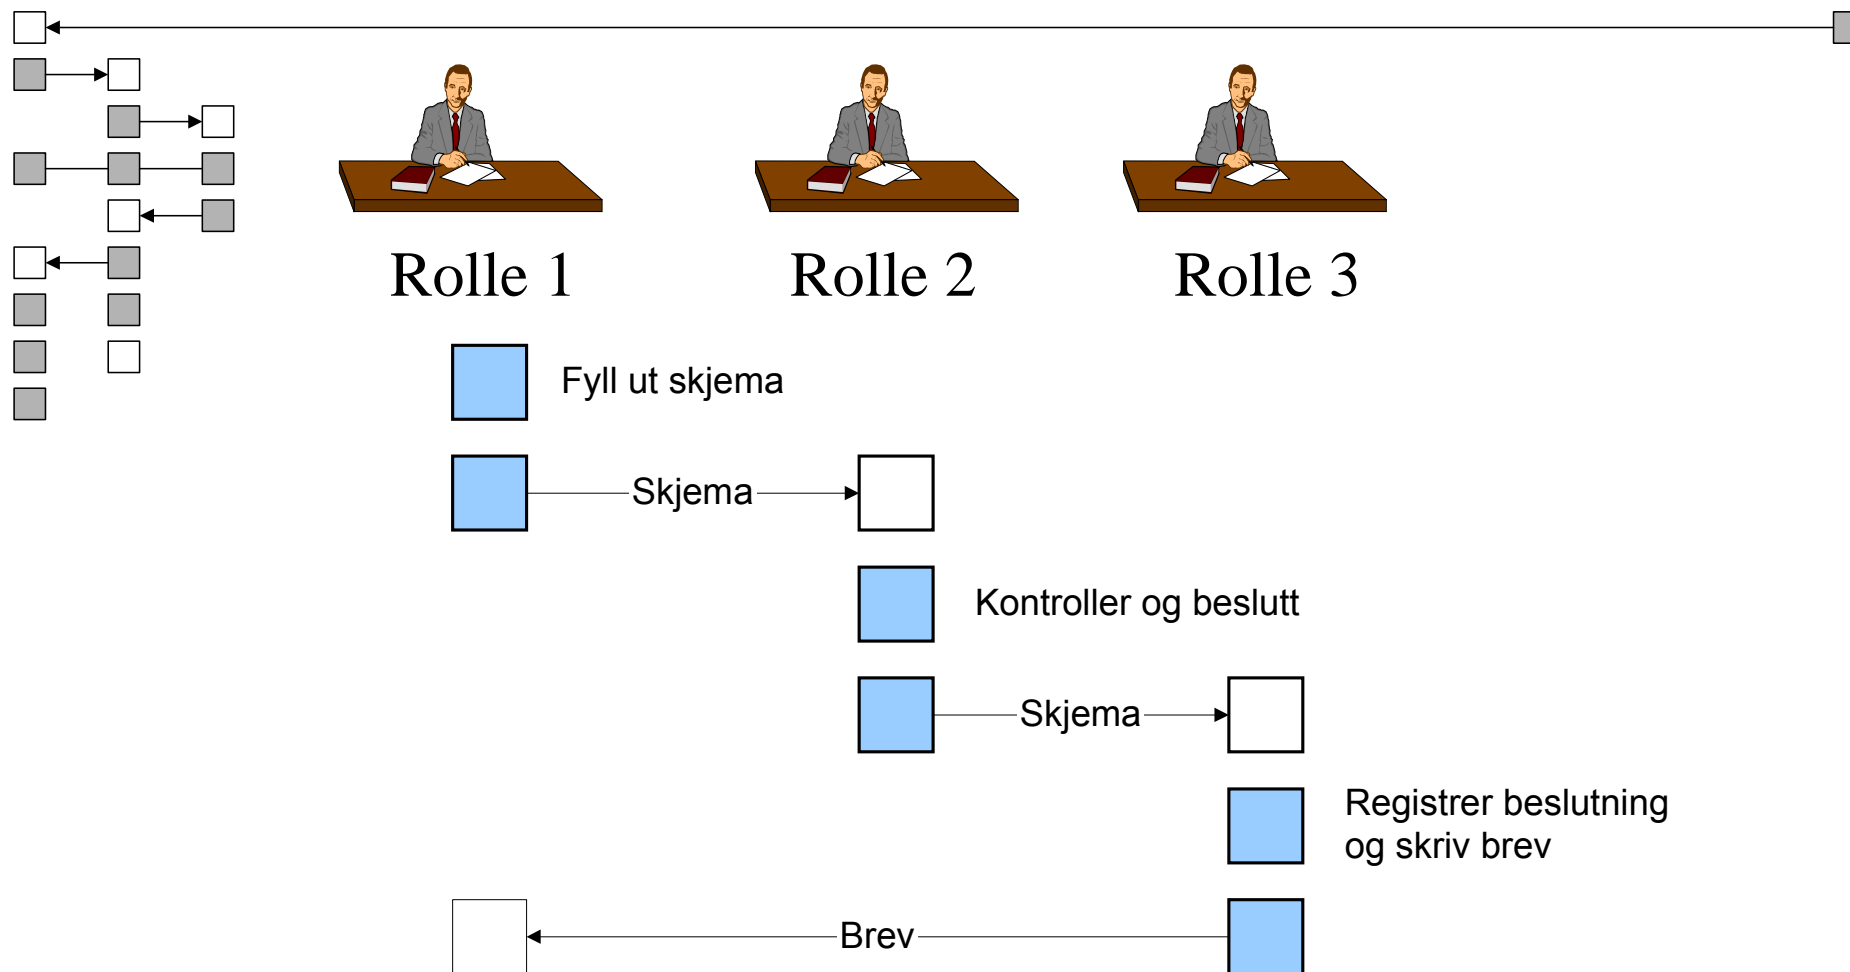 Rolle 1
Rolle 2
Rolle 3
Fyll ut skjema
Skjema
Kontroller og beslutt
Skjema
Registrer beslutning
og skriv brev
Brev